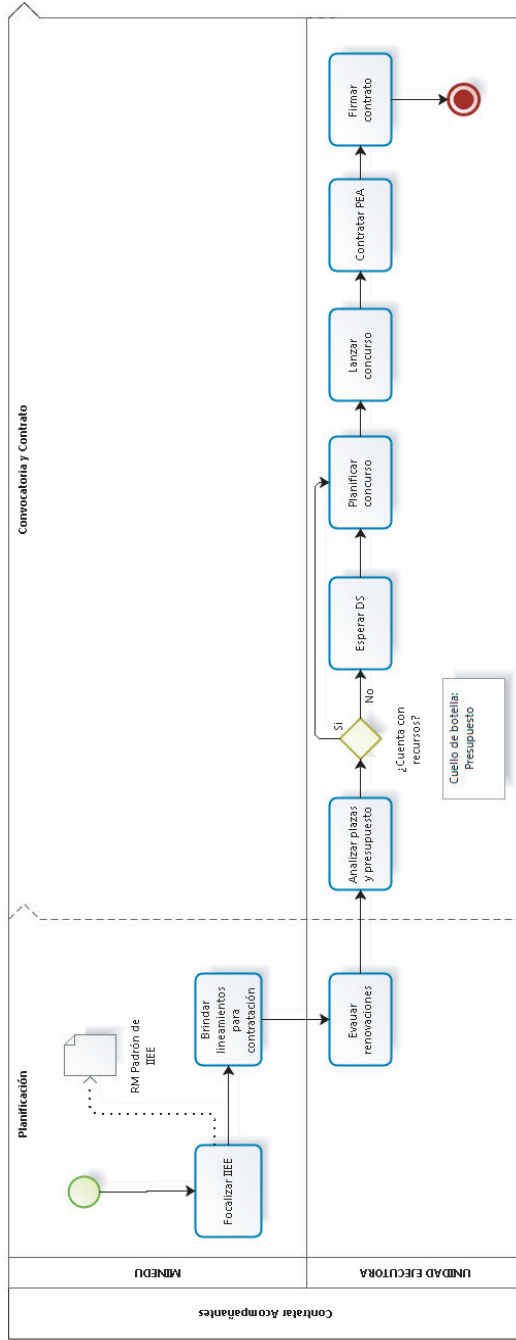 Contratar Acompañantes
MINEDU
UNIDAD EJECUTORA
Planificación
Convocatoria y Contrato
Focalizar IIEE
RM Padrón de
IIEE
Brindar
lineamientos
para
contratación
Evauar
renovaciones
Analizar plazas
y presupuesto
¿Cuenta con
recursos?
Si
No
Esperar DS
Planificar
concurso
Lanzar
concurso
Contratar PEA
Firmar
contrato
Cuello de botella:
Presupuesto